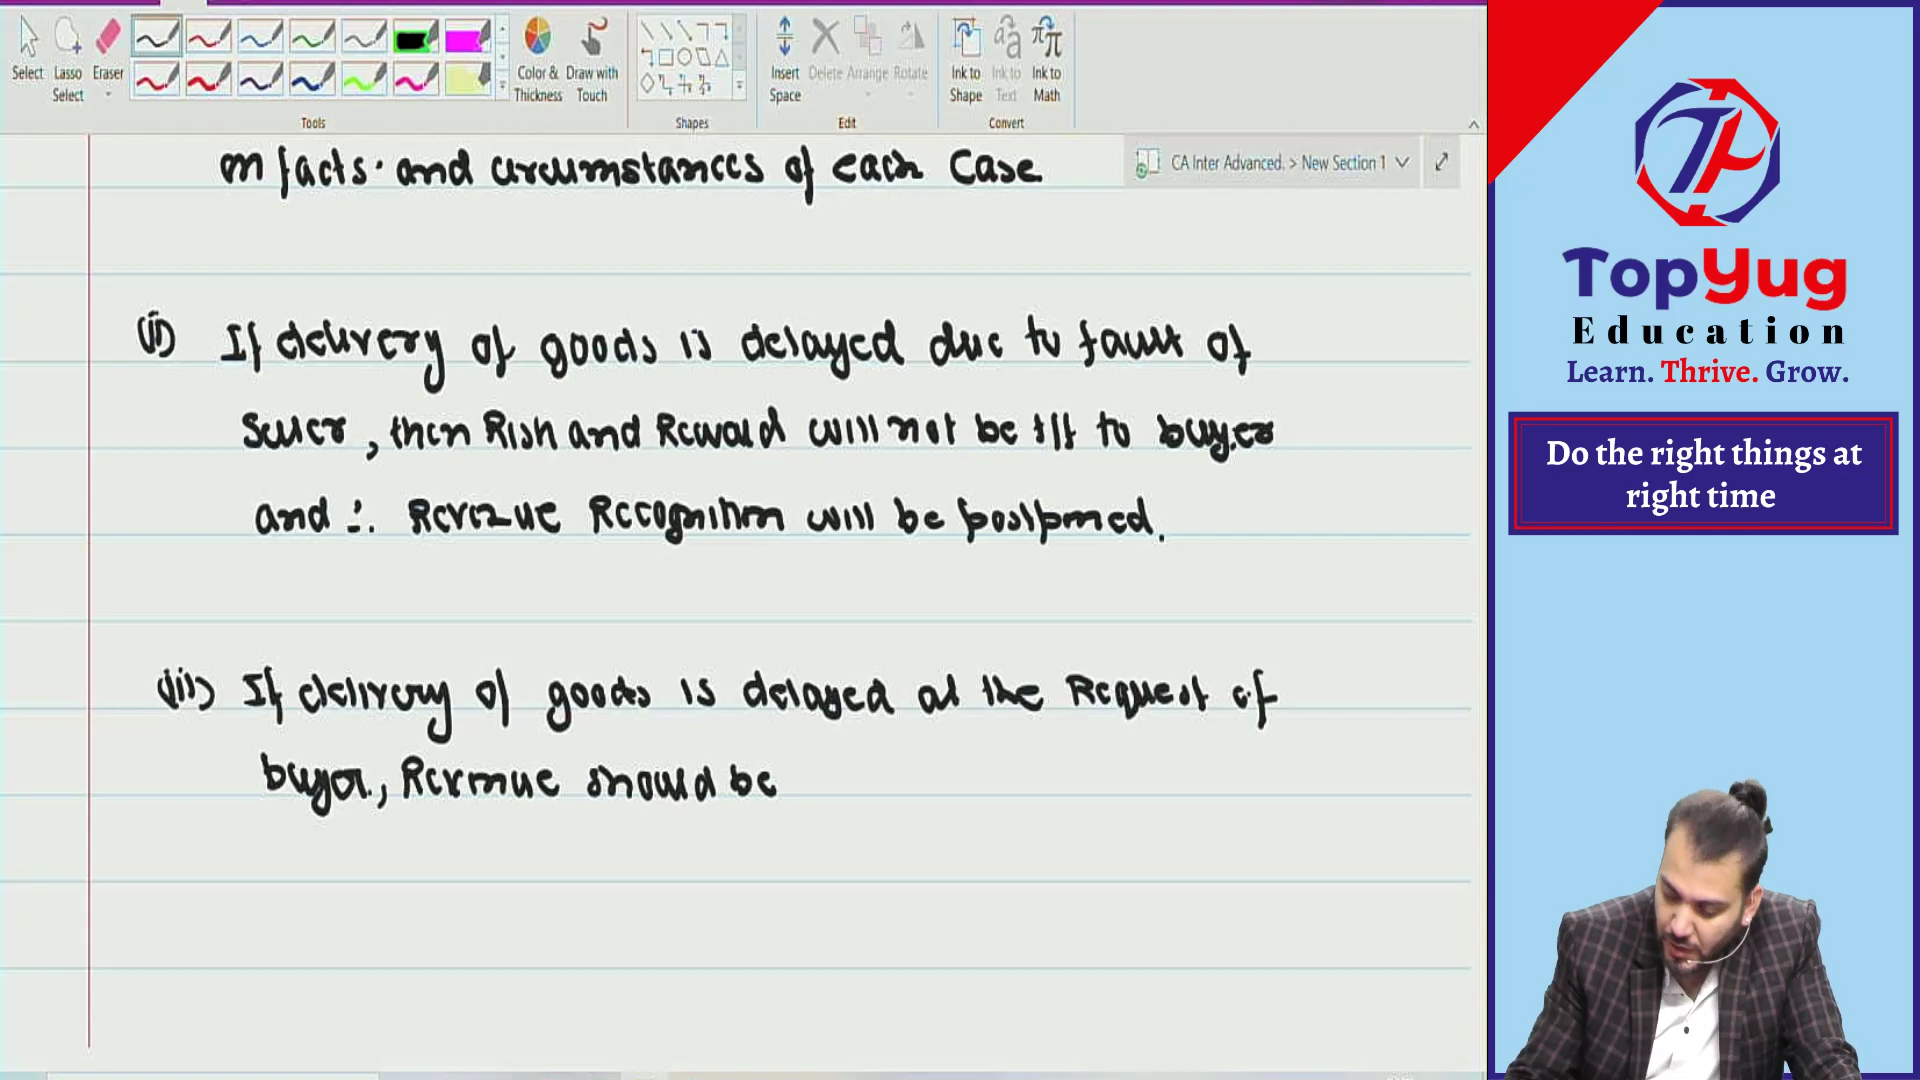 Select
Lasso Select
Eraser
Color & Thickness
Draw with Touch
Insert Space
Delete
Arrange
Rotate
Ink to Shape
Ink to Text
Ink to Math
Tools
Shapes
Edit
Convert
CA Inter Advanced. > New Section 1
on facts. and circumstances of each Case
(ii) If delivery of goods is delayed due to fault of
Seller, then Risk and Reward will not be t/f to buyer
and ∴ Revenue Recognition will be postponed.
(iii) If delivery of goods is delayed at the Request of
buyer., Revenue should be
TopYug
Education
Learn. Thrive. Grow.
Do the right things at
right time